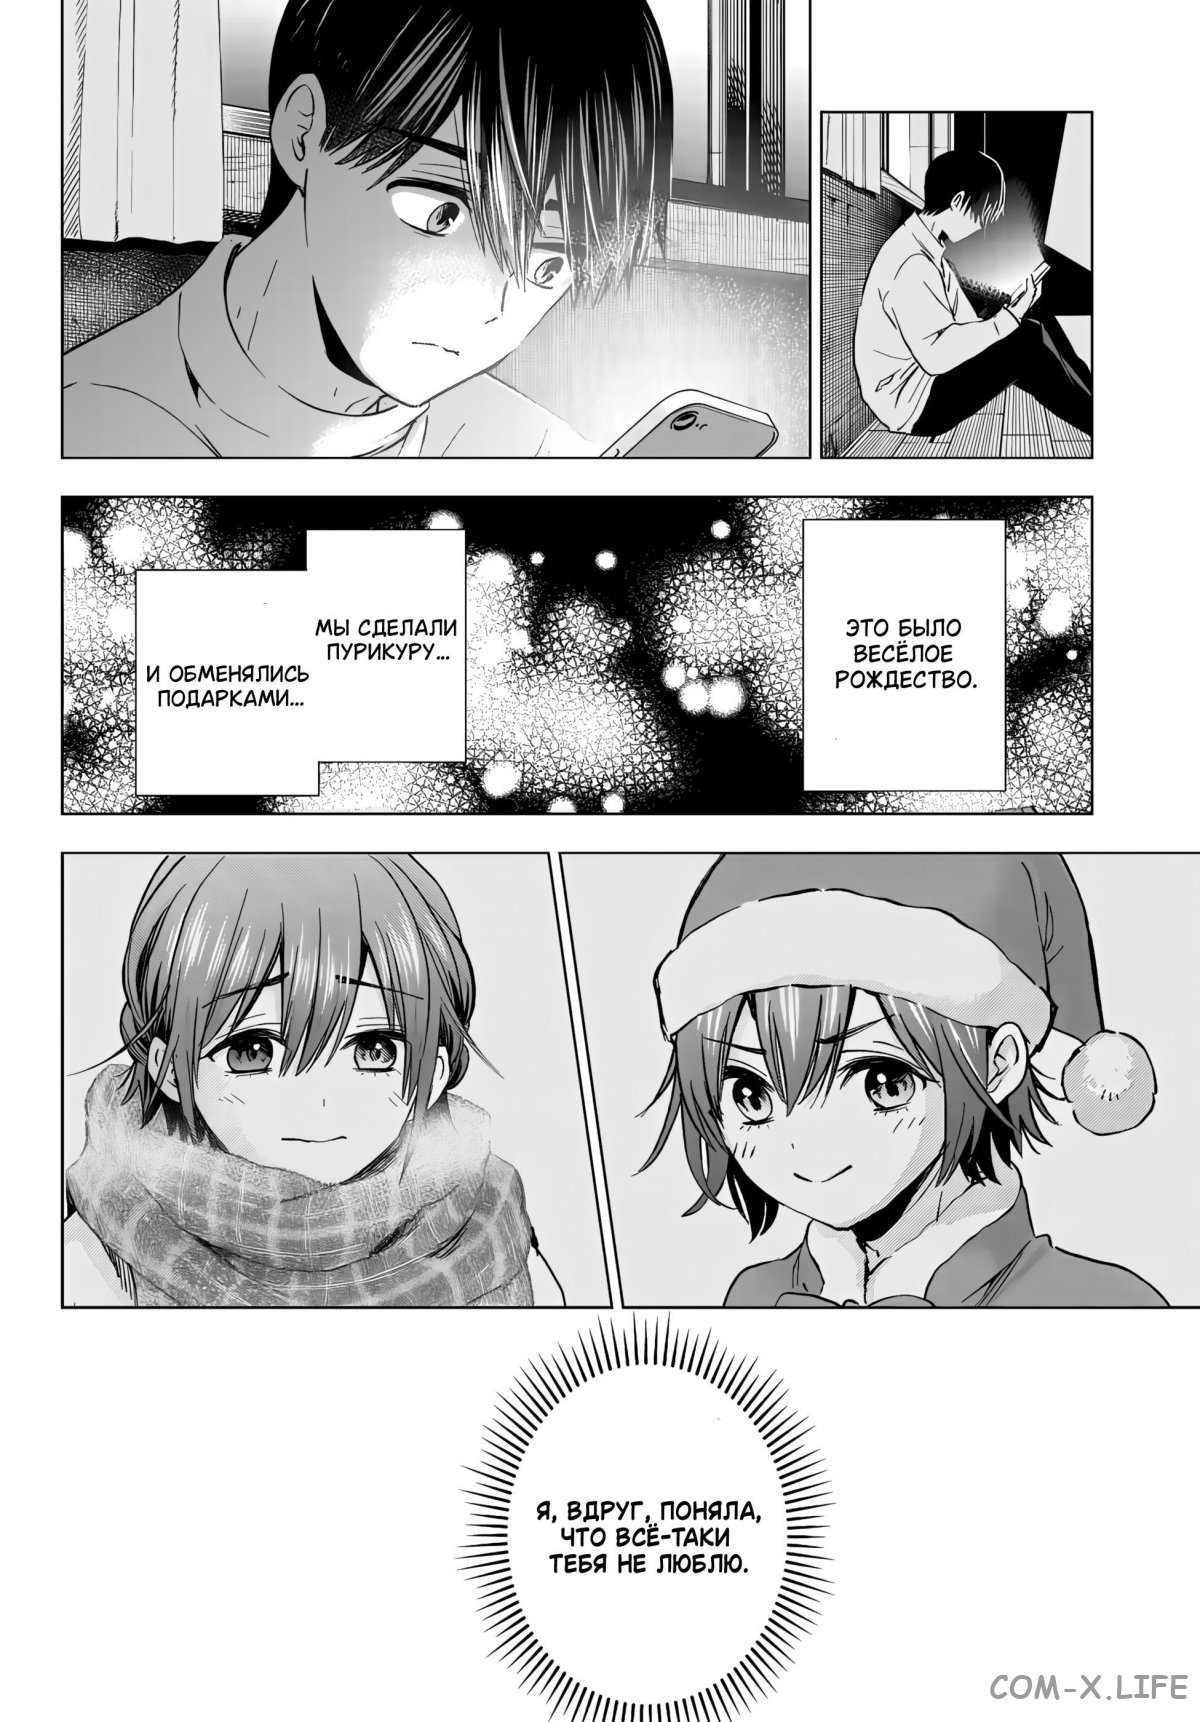 ЭТО БЫЛО
ВЕСЁЛОЕ
РОЖДЕСТВО.
МЫ СДЕЛАЛИ
ПУРИКУРУ...
И ОБМЕНЯЛИСЬ
ПОДАРКАМИ...
Я, ВДРУГ, ПОНЯЛА,
ЧТО ВСЁ-ТАКИ
ТЕБЯ НЕ ЛЮБЛЮ.
COM-X.LIFE